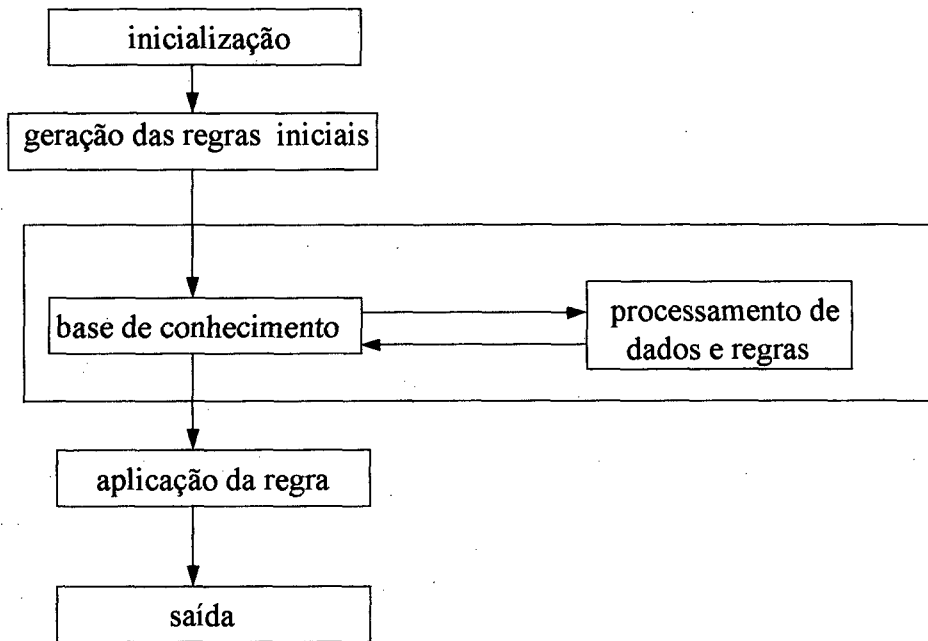 inicialização
geração das regras iniciais
base de conhecimento
processamento de
dados e regras
aplicação da regra
saída